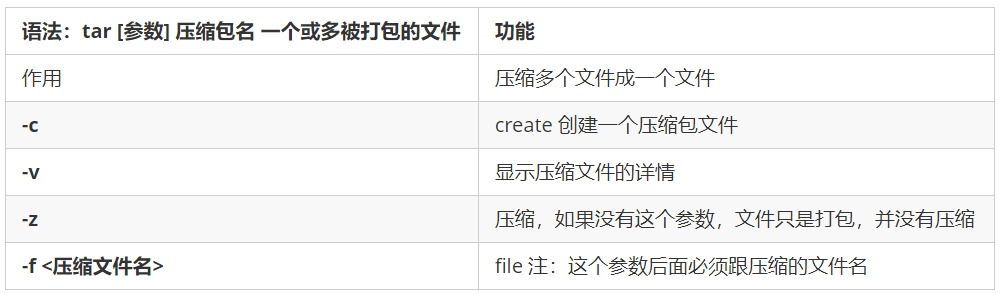 语法：tar [参数] 压缩包名 一个或多被打包的文件 功能
作用 压缩多个文件成一个文件
-c create 创建一个压缩包文件
-v 显示压缩文件的详情
-z 压缩，如果没有这个参数，文件只是打包，并没有压缩
-f <压缩文件名> file 注：这个参数后面必须跟压缩的文件名